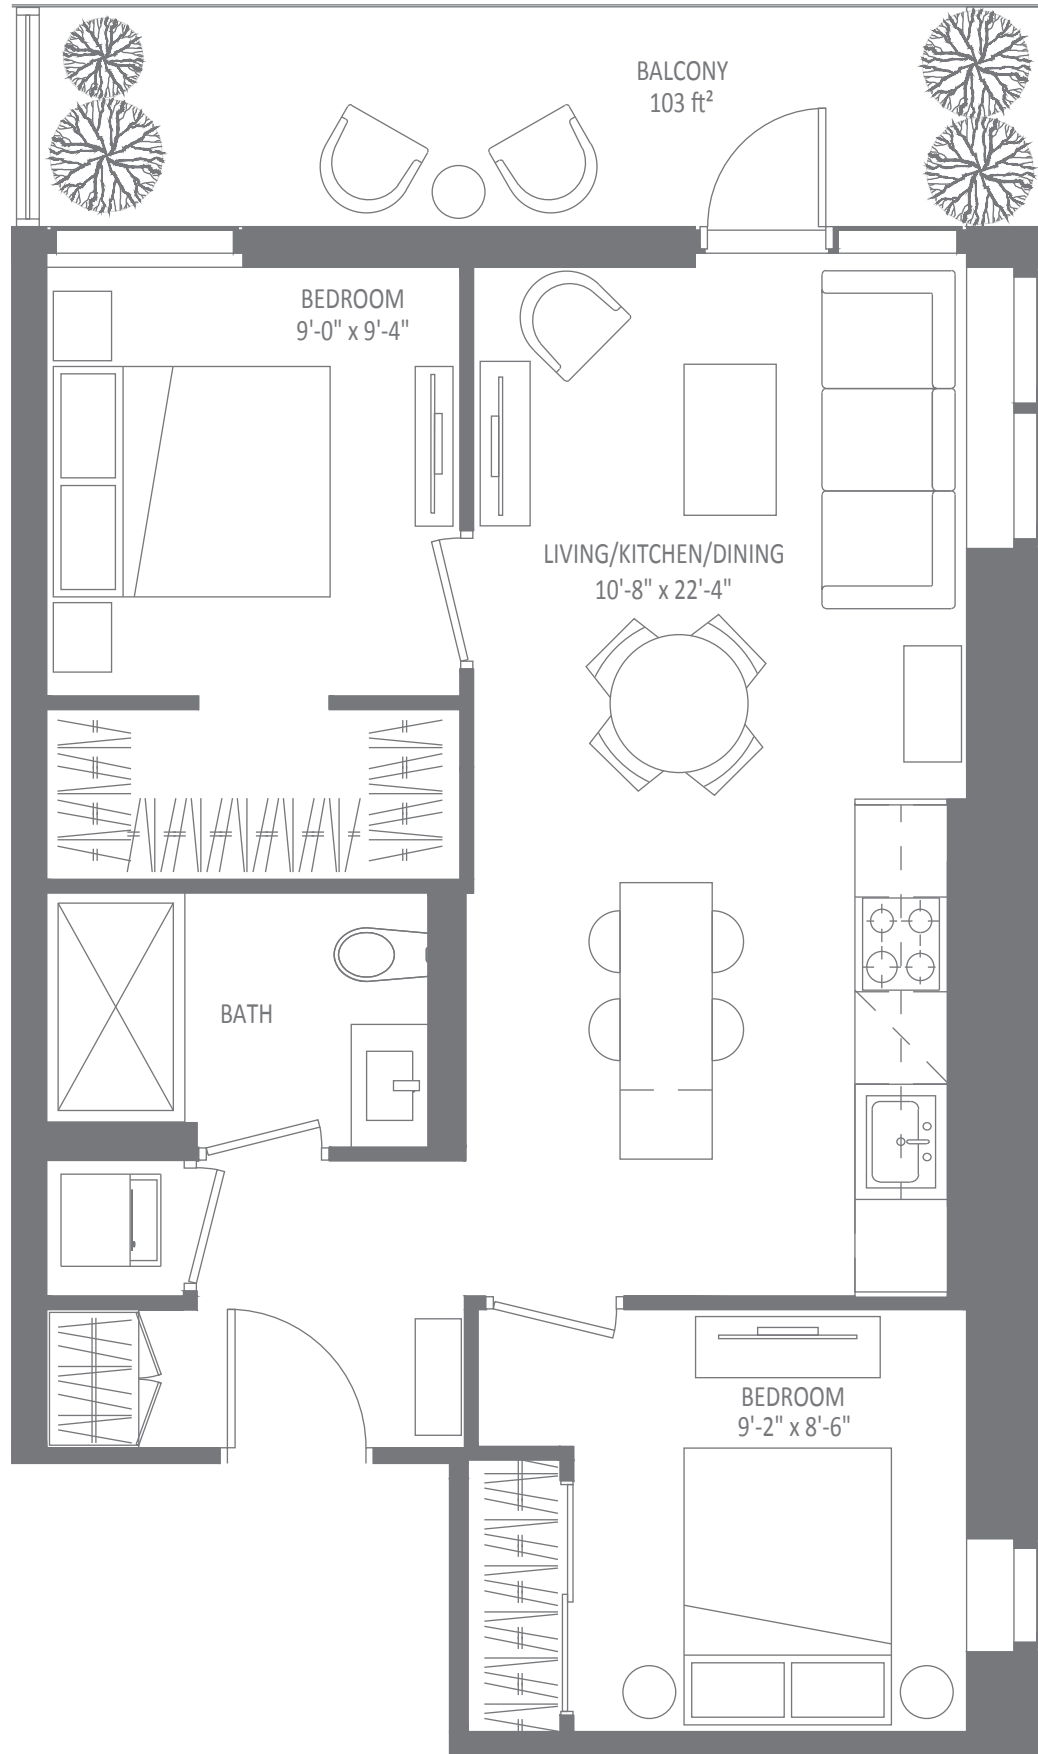 BALCONY
103 ft²
BEDROOM
9'-0" x 9'-4"
LIVING/KITCHEN/DINING
10'-8" x 22'-4"
BATH
BEDROOM
9'-2" x 8'-6"